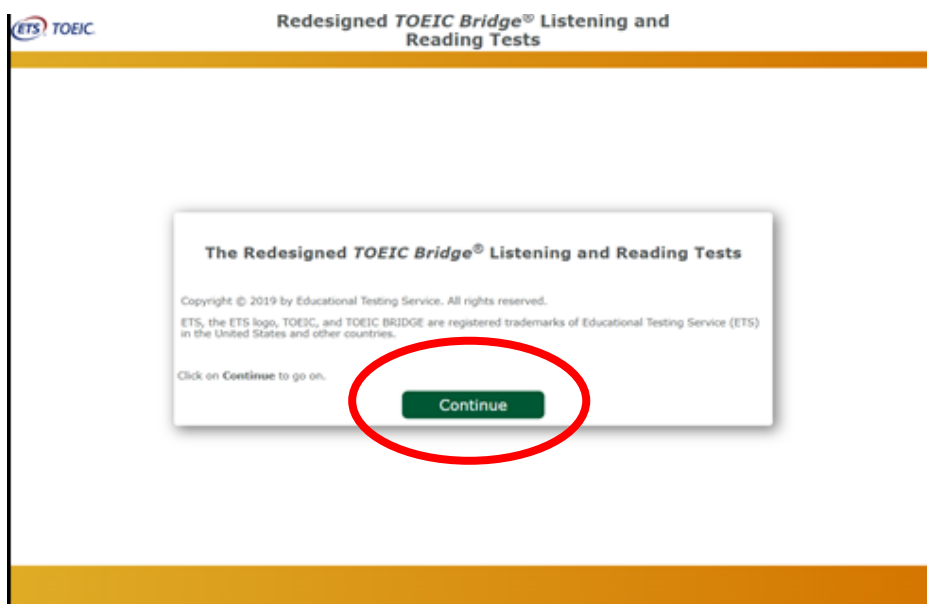 ETS TOEIC.
Redesigned TOEIC Bridge® Listening and
Reading Tests
The Redesigned TOEIC Bridge® Listening and Reading Tests
Copyright © 2019 by Educational Testing Service. All rights reserved.
ETS, the ETS logo, TOEIC, and TOEIC BRIDGE are registered trademarks of Educational Testing Service (ETS)
in the United States and other countries.
Click on Continue to go on.
Continue